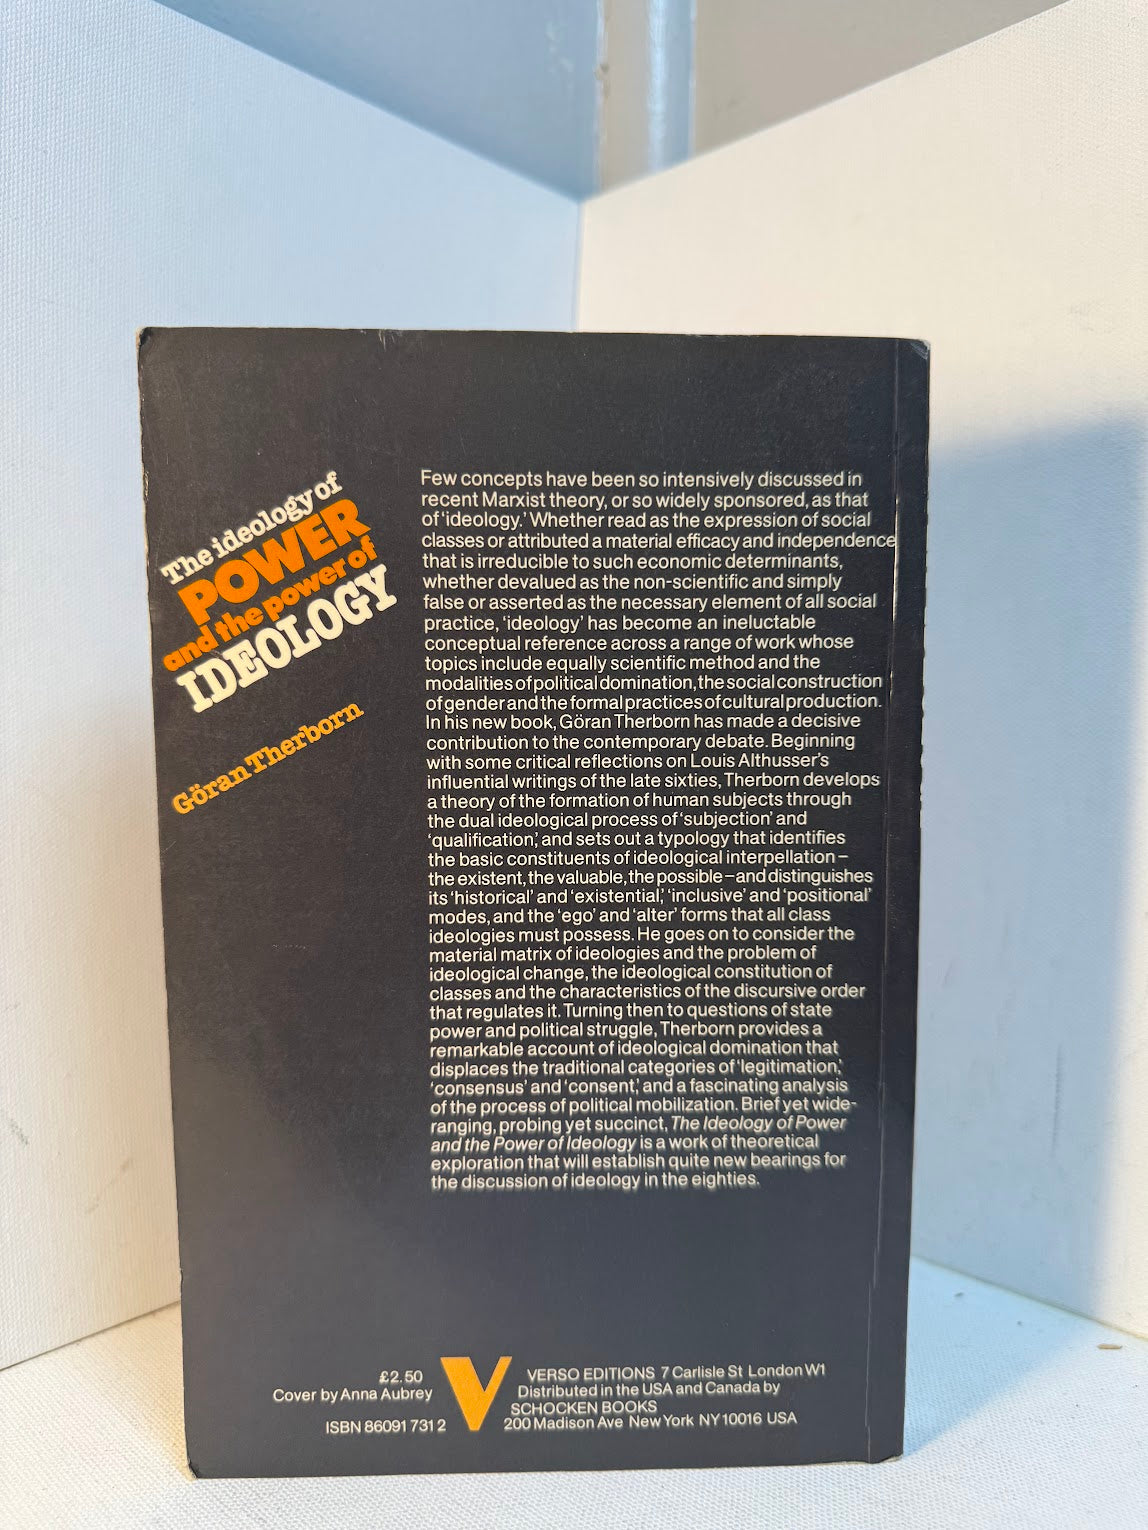 The ideology of
POWER
and the power of
IDEOLOGY
Göran Therborn
Few concepts have been so intensively discussed in
recent Marxist theory, or so widely sponsored, as that
of ‘ideology.’ Whether read as the expression of social
classes or attributed a material efficacy and independence
that is irreducible to such economic determinants,
whether devalued as the non-scientific and simply
false or asserted as the necessary element of all social
practice, ‘ideology’ has become an ineluctable
conceptual reference across a range of work whose
topics include equally scientific method and the
modalities of political domination, the social construction
of gender and the formal practices of cultural production.
In his new book, Göran Therborn has made a decisive
contribution to the contemporary debate. Beginning
with some critical reflections on Louis Althusser’s
influential writings of the late sixties, Therborn develops
a theory of the formation of human subjects through
the dual ideological process of ‘subjection’ and
‘qualification,’ and sets out a typology that identifies
the basic constituents of ideological interpellation –
the existent, the valuable, the possible – and distinguishes
its ‘historical’ and ‘existential,’ ‘inclusive’ and ‘positional’
modes, and the ‘ego’ and ‘alter’ forms that all class
ideologies must possess. He goes on to consider the
material matrix of ideologies and the problem of
ideological change, the ideological constitution of
classes and the characteristics of the discursive order
that regulates it. Turning then to questions of state
power and political struggle, Therborn provides a
remarkable account of ideological domination that
displaces the traditional categories of ‘legitimation,’
‘consensus’ and ‘consent,’ and a fascinating analysis
of the process of political mobilization. Brief yet wide-
ranging, probing yet succinct, The Ideology of Power
and the Power of Ideology is a work of theoretical
exploration that will establish quite new bearings for
the discussion of ideology in the eighties.
£2.50
Cover by Anna Aubrey
ISBN 86091 731 2
V
VERSO EDITIONS 7 Carlisle St London W1
Distributed in the USA and Canada by
SCHOCKEN BOOKS
200 Madison Ave New York NY 10016 USA